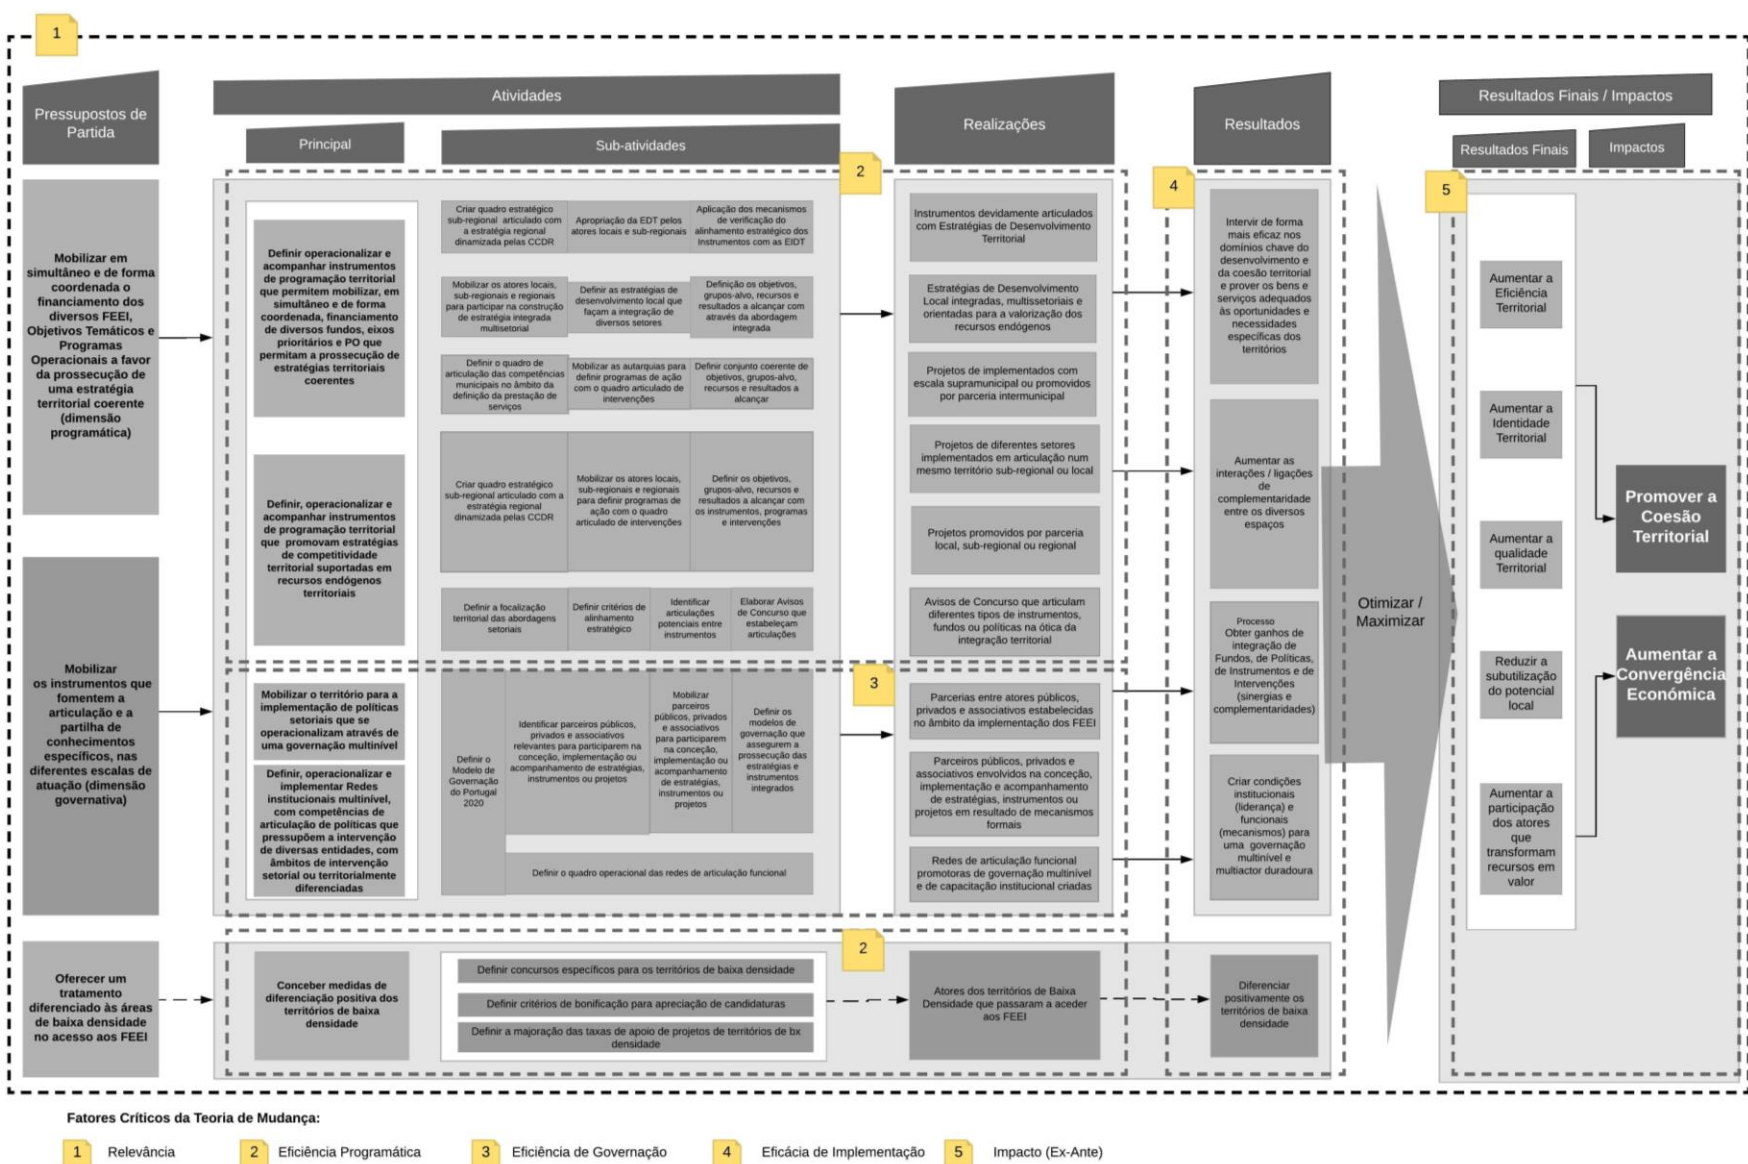 1
Pressupostos de
Partida
Atividades
Principal
Sub-atividades
Realizações
Resultados
Resultados Finais / Impactos
Resultados Finais
Impactos
2
4
5
Mobilizar em
simultâneo e de forma
coordenada o
financiamento dos
diversos FEEI,
Objetivos Temáticos e
Programas
Operacionais a favor
da prossecução de
uma estratégia
territorial coerente
(dimensão
programática)
Definir operacionalizar e
acompanhar instrumentos
de programação territorial
que permitem mobilizar, em
simultâneo e de forma
coordenada, financiamento
de diversos fundos, eixos
prioritários e PO que
permitam a prossecução de
estratégias territoriais
coerentes
Criar quadro estratégico
sub-regional articulado com
a estratégia regional
dinamizada pelas CCDR
Apropriação da EDT pelos
atores locais e sub-regionais
Aplicação dos mecanismos
de verificação do
alinhamento estratégico dos
Instrumentos com as EIDT
Mobilizar os atores locais,
sub-regionais e regionais
para participar na construção
de estratégia integrada
multisetorial
Definir as estratégias de
desenvolvimento local que
façam a integração de
diversos setores
Definição os objetivos,
grupos-alvo, recursos e
resultados a alcançar com
através da abordagem
integrada
Definir o quadro de
articulação das competências
municipais no âmbito da
definição da prestação de
serviços
Mobilizar as autarquias para
definir programas de ação
com o quadro articulado de
intervenções
Definir conjunto coerente de
objetivos, grupos-alvo,
recursos e resultados a
alcançar
Definir, operacionalizar e
acompanhar instrumentos
de programação territorial
que promovam estratégias
de competitividade
territorial suportadas em
recursos endógenos
territoriais
Criar quadro estratégico
sub-regional articulado com a
estratégia regional
dinamizada pelas CCDR
Mobilizar os atores locais,
sub-regionais e regionais
para definir programas de
ação com o quadro
articulado de intervenções
Definir os objetivos,
grupos-alvo, recursos e
resultados a alcançar com
os instrumentos, programas
e intervenções
Definir a focalização
territorial das abordagens
setoriais
Definir critérios de
alinhamento
estratégico
Identificar
articulações
potenciais entre
instrumentos
Elaborar Avisos
de Concurso que
estabeleçam
articulações
Instrumentos devidamente articulados
com Estratégias de Desenvolvimento
Territorial
Estratégias de Desenvolvimento
Local integradas, multissetoriais e
orientadas para a valorização dos
recursos endógenos
Projetos de implementados com
escala supramunicipal ou promovidos
por parceria intermunicipal
Projetos de diferentes setores
implementados em articulação num
mesmo território sub-regional ou local
Projetos promovidos por parceria
local, sub-regional ou regional
Avisos de Concurso que articulam
diferentes tipos de instrumentos,
fundos ou políticas na ótica da
integração territorial
Intervir de forma
mais eficaz nos
domínios chave do
desenvolvimento e
da coesão territorial
e prover os bens e
serviços adequados
às oportunidades e
necessidades
específicas dos
territórios
Aumentar as
interações / ligações
de
complementaridade
entre os diversos
espaços
Processo
Obter ganhos de
integração de
Fundos, de Políticas,
de Instrumentos e de
Intervenções
(sinergias e
complementaridades)
Criar condições
institucionais
(liderança) e
funcionais
(mecanismos) para
uma governação
multinível e
multiactor duradoura
Otimizar /
Maximizar
Aumentar a
Eficiência
Territorial
Aumentar a
Identidade
Territorial
Aumentar a
qualidade
Territorial
Reduzir a
subutilização
do potencial
local
Aumentar a
participação
dos atores
que
transformam
recursos em
valor
Promover a
Coesão
Territorial
Aumentar a
Convergência
Económica
Mobilizar
os instrumentos que
fomentem a
articulação e a
partilha de
conhecimentos
específicos, nas
diferentes escalas de
atuação (dimensão
governativa)
Mobilizar o território para a
implementação de políticas
setoriais que se
operacionalizam através de
uma governação multinível
Definir, operacionalizar e
implementar Redes
institucionais multinível,
com competências de
articulação de políticas que
pressupõem a intervenção
de diversas entidades, com
âmbitos de intervenção
setorial ou territorialmente
diferenciadas
Definir o
Modelo de
Governação
do Portugal
2020
Identificar parceiros públicos,
privados e associativos
relevantes para participarem na
conceção, implementação ou
acompanhamento de estratégias,
instrumentos ou projetos
Mobilizar
parceiros
públicos, privados
e associativos
para participarem
na conceção,
implementação ou
acompanhamento
de estratégias,
instrumentos ou
projetos
Definir os
modelos de
governação que
assegurem a
prossecução das
estratégias e
instrumentos
integrados
Definir o quadro operacional das redes de articulação funcional
3
Parcerias entre atores públicos,
privados e associativos estabelecidas
no âmbito da implementação dos FEEI
Parceiros públicos, privados e
associativos envolvidos na conceção,
implementação e acompanhamento
de estratégias, instrumentos ou
projetos em resultado de mecanismos
formais
Redes de articulação funcional
promotoras de governação multinível
e de capacitação institucional criadas
2
Oferecer um
tratamento
diferenciado às áreas
de baixa densidade
no acesso aos FEEI
Conceber medidas de
diferenciação positiva dos
territórios de baixa
densidade
Definir concursos específicos para os territórios de baixa densidade
Definir critérios de bonificação para apreciação de candidaturas
Definir a majoração das taxas de apoio de projetos de territórios de bx
densidade
Atores dos territórios de Baixa
Densidade que passaram a aceder
aos FEEI
Diferenciar
positivamente os
territórios de baixa
densidade
Fatores Críticos da Teoria de Mudança:
1 Relevância
2 Eficiência Programática
3 Eficiência de Governação
4 Eficácia de Implementação
5 Impacto (Ex-Ante)